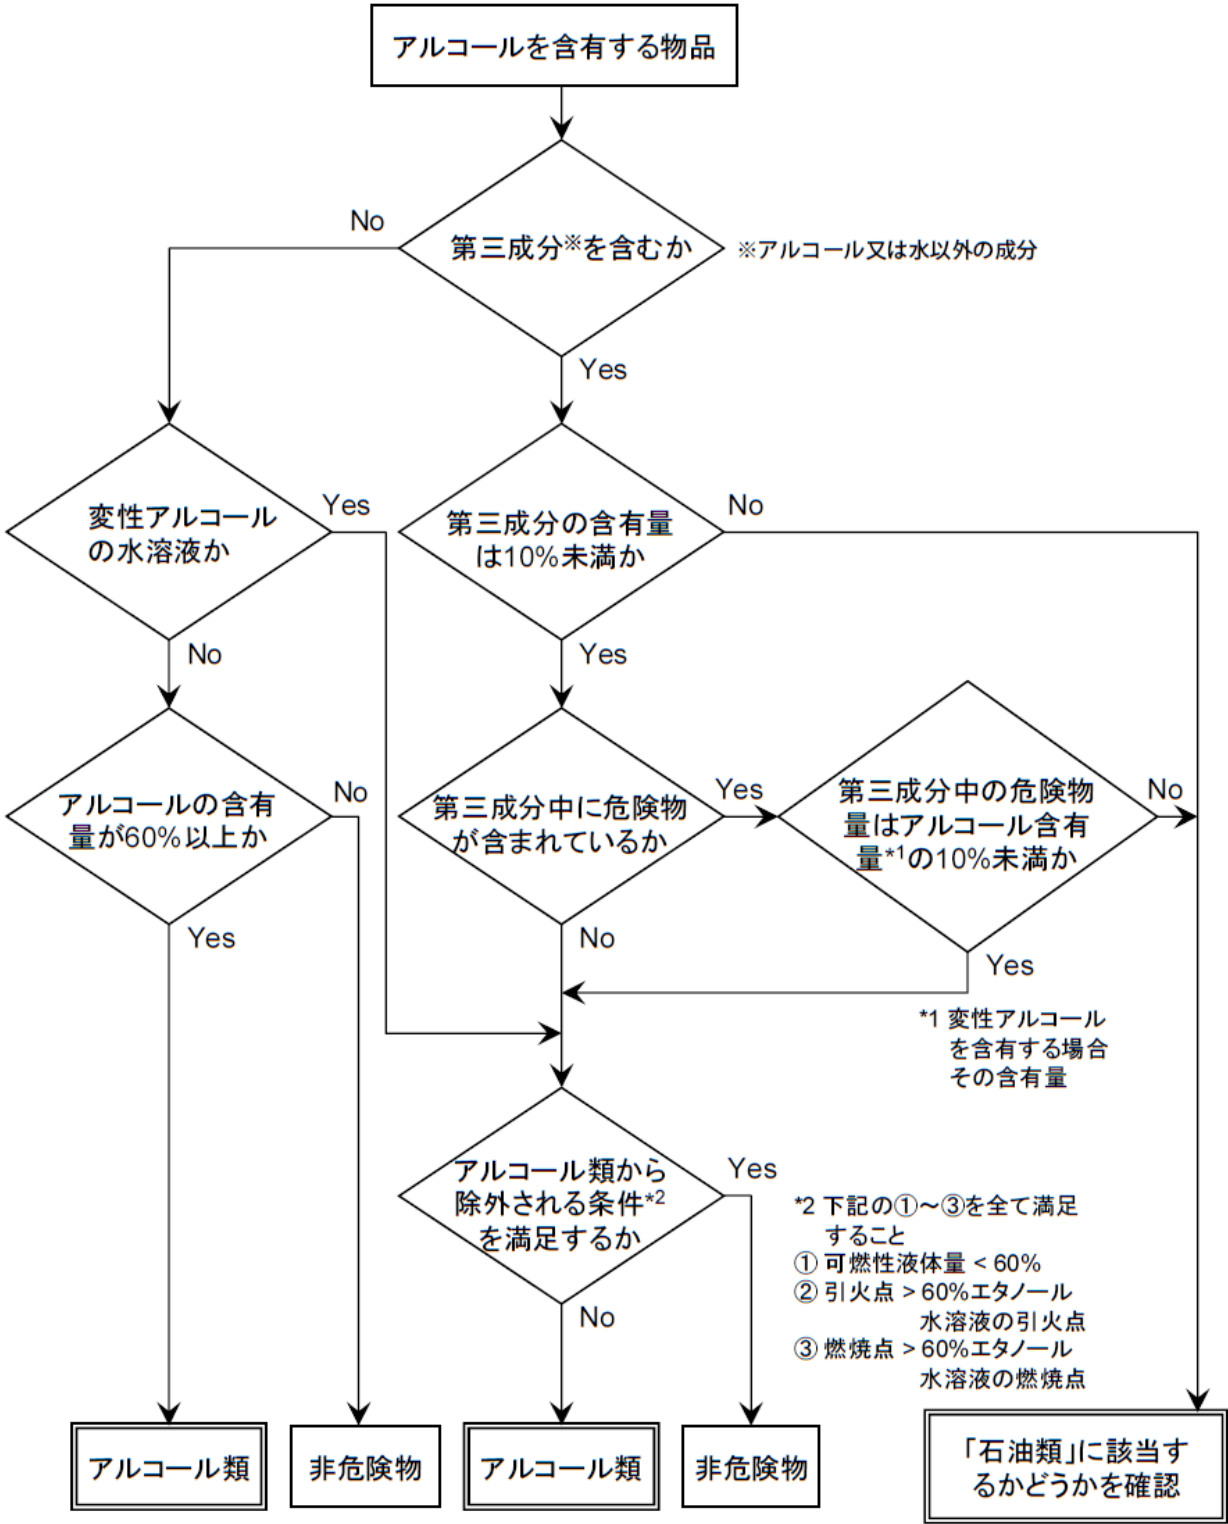 アルコールを含有する物品
No
第三成分※を含むか
※アルコール又は水以外の成分
Yes
変性アルコール
の水溶液か
Yes
第三成分の含有量
は10%未満か
No
No
Yes
アルコールの含有
量が60%以上か
No
第三成分中に危険物
が含まれているか
Yes
第三成分中の危険物
量はアルコール含有
量*1の10%未満か
No
Yes
No
Yes
*1 変性アルコール
を含有する場合
その含有量
アルコール類から
除外される条件*2
を満足するか
Yes
No
*2 下記の①～③を全て満足
すること
① 可燃性液体量 < 60%
② 引火点 > 60%エタノール
水溶液の引火点
③ 燃焼点 > 60%エタノール
水溶液の燃焼点
アルコール類
非危険物
アルコール類
非危険物
「石油類」に該当す
るかどうかを確認